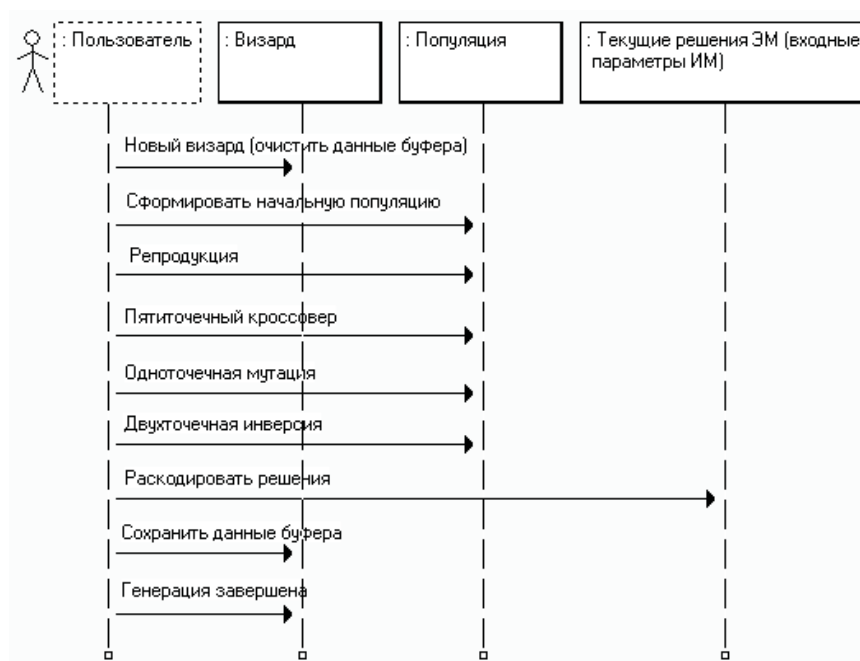 : Пользователь
: Визард
: Популяция
: Текущие решения ЭМ (входные
параметры ИМ)
Новый визард (очистить данные буфера)
Сформировать начальную популяцию
Репродукция
Пятиточечный кроссовер
Одноточечная мутация
Двухточечная инверсия
Раскодировать решения
Сохранить данные буфера
Генерация завершена